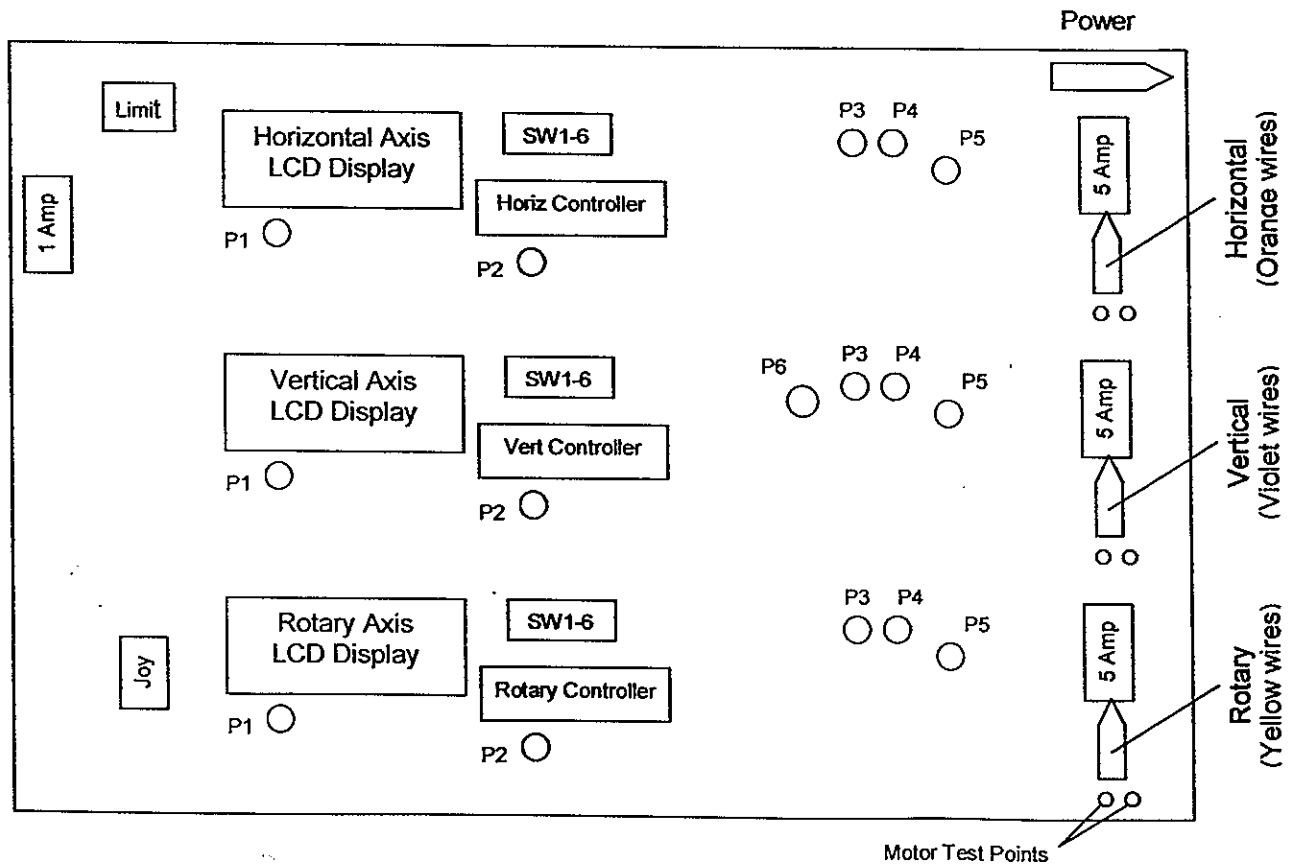 Power
Limit
Horizontal Axis
LCD Display
SW1-6
P3
P4
P5
5 Amp
Horizontal
(Orange wires)
1 Amp
Horiz Controller
P1
P2
Vertical Axis
LCD Display
SW1-6
P6
P3
P4
P5
5 Amp
Vertical
(Violet wires)
Vert Controller
P1
P2
Rotary Axis
LCD Display
SW1-6
P3
P4
P5
5 Amp
Rotary
(Yellow wires)
Joy
Rotary Controller
P1
P2
Motor Test Points